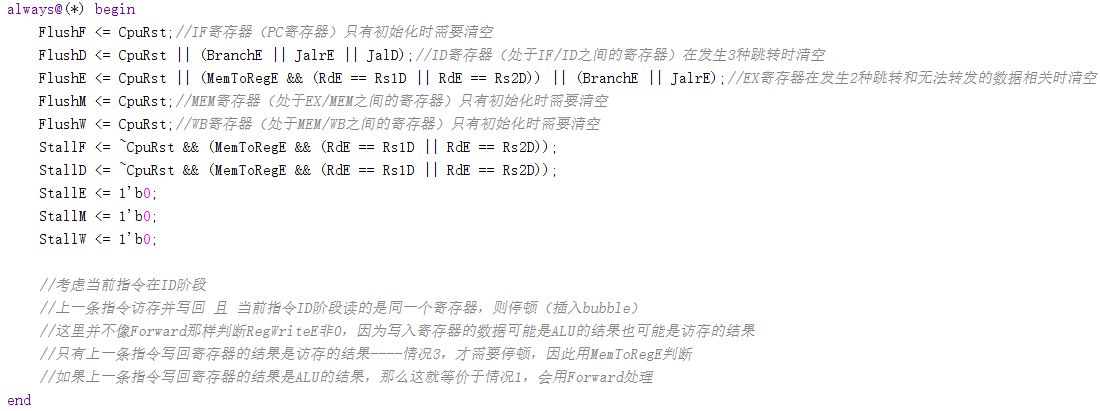 always@(*) begin
FlushF <= CpuRst;//IF寄存器（PC寄存器）只有初始化时需要清空
FlushD <= CpuRst || (BranchE || JalrE || JalD);//ID寄存器（处于IF/ID之间的寄存器）在发生3种跳转时清空
FlushE <= CpuRst || (MemToRegE && (RdE == Rs1D || RdE == Rs2D)) || (BranchE || JalrE);//EX寄存器在发生2种跳转和无法转发的数据相关时清空
FlushM <= CpuRst;//MEM寄存器（处于EX/MEM之间的寄存器）只有初始化时需要清空
FlushW <= CpuRst;//WB寄存器（处于MEM/WB之间的寄存器）只有初始化时需要清空
StallF <= ~CpuRst && (MemToRegE && (RdE == Rs1D || RdE == Rs2D));
StallD <= ~CpuRst && (MemToRegE && (RdE == Rs1D || RdE == Rs2D));
StallE <= 1'b0;
StallM <= 1'b0;
StallW <= 1'b0;
//考虑当前指令在ID阶段
//上一条指令访存并写回 且 当前指令ID阶段读的是同一个寄存器，则停顿（插入bubble）
//这里并不像Forward那样判断RegWriteE非0，因为写入寄存器的数据可能是ALU的结果也可能是访存的结果
//只有上一条指令写回寄存器的结果是访存的结果----情况3，才需要停顿，因此用MemToRegE判断
//如果上一条指令写回寄存器的结果是ALU的结果，那么这就等价于情况1，会用Forward处理
end